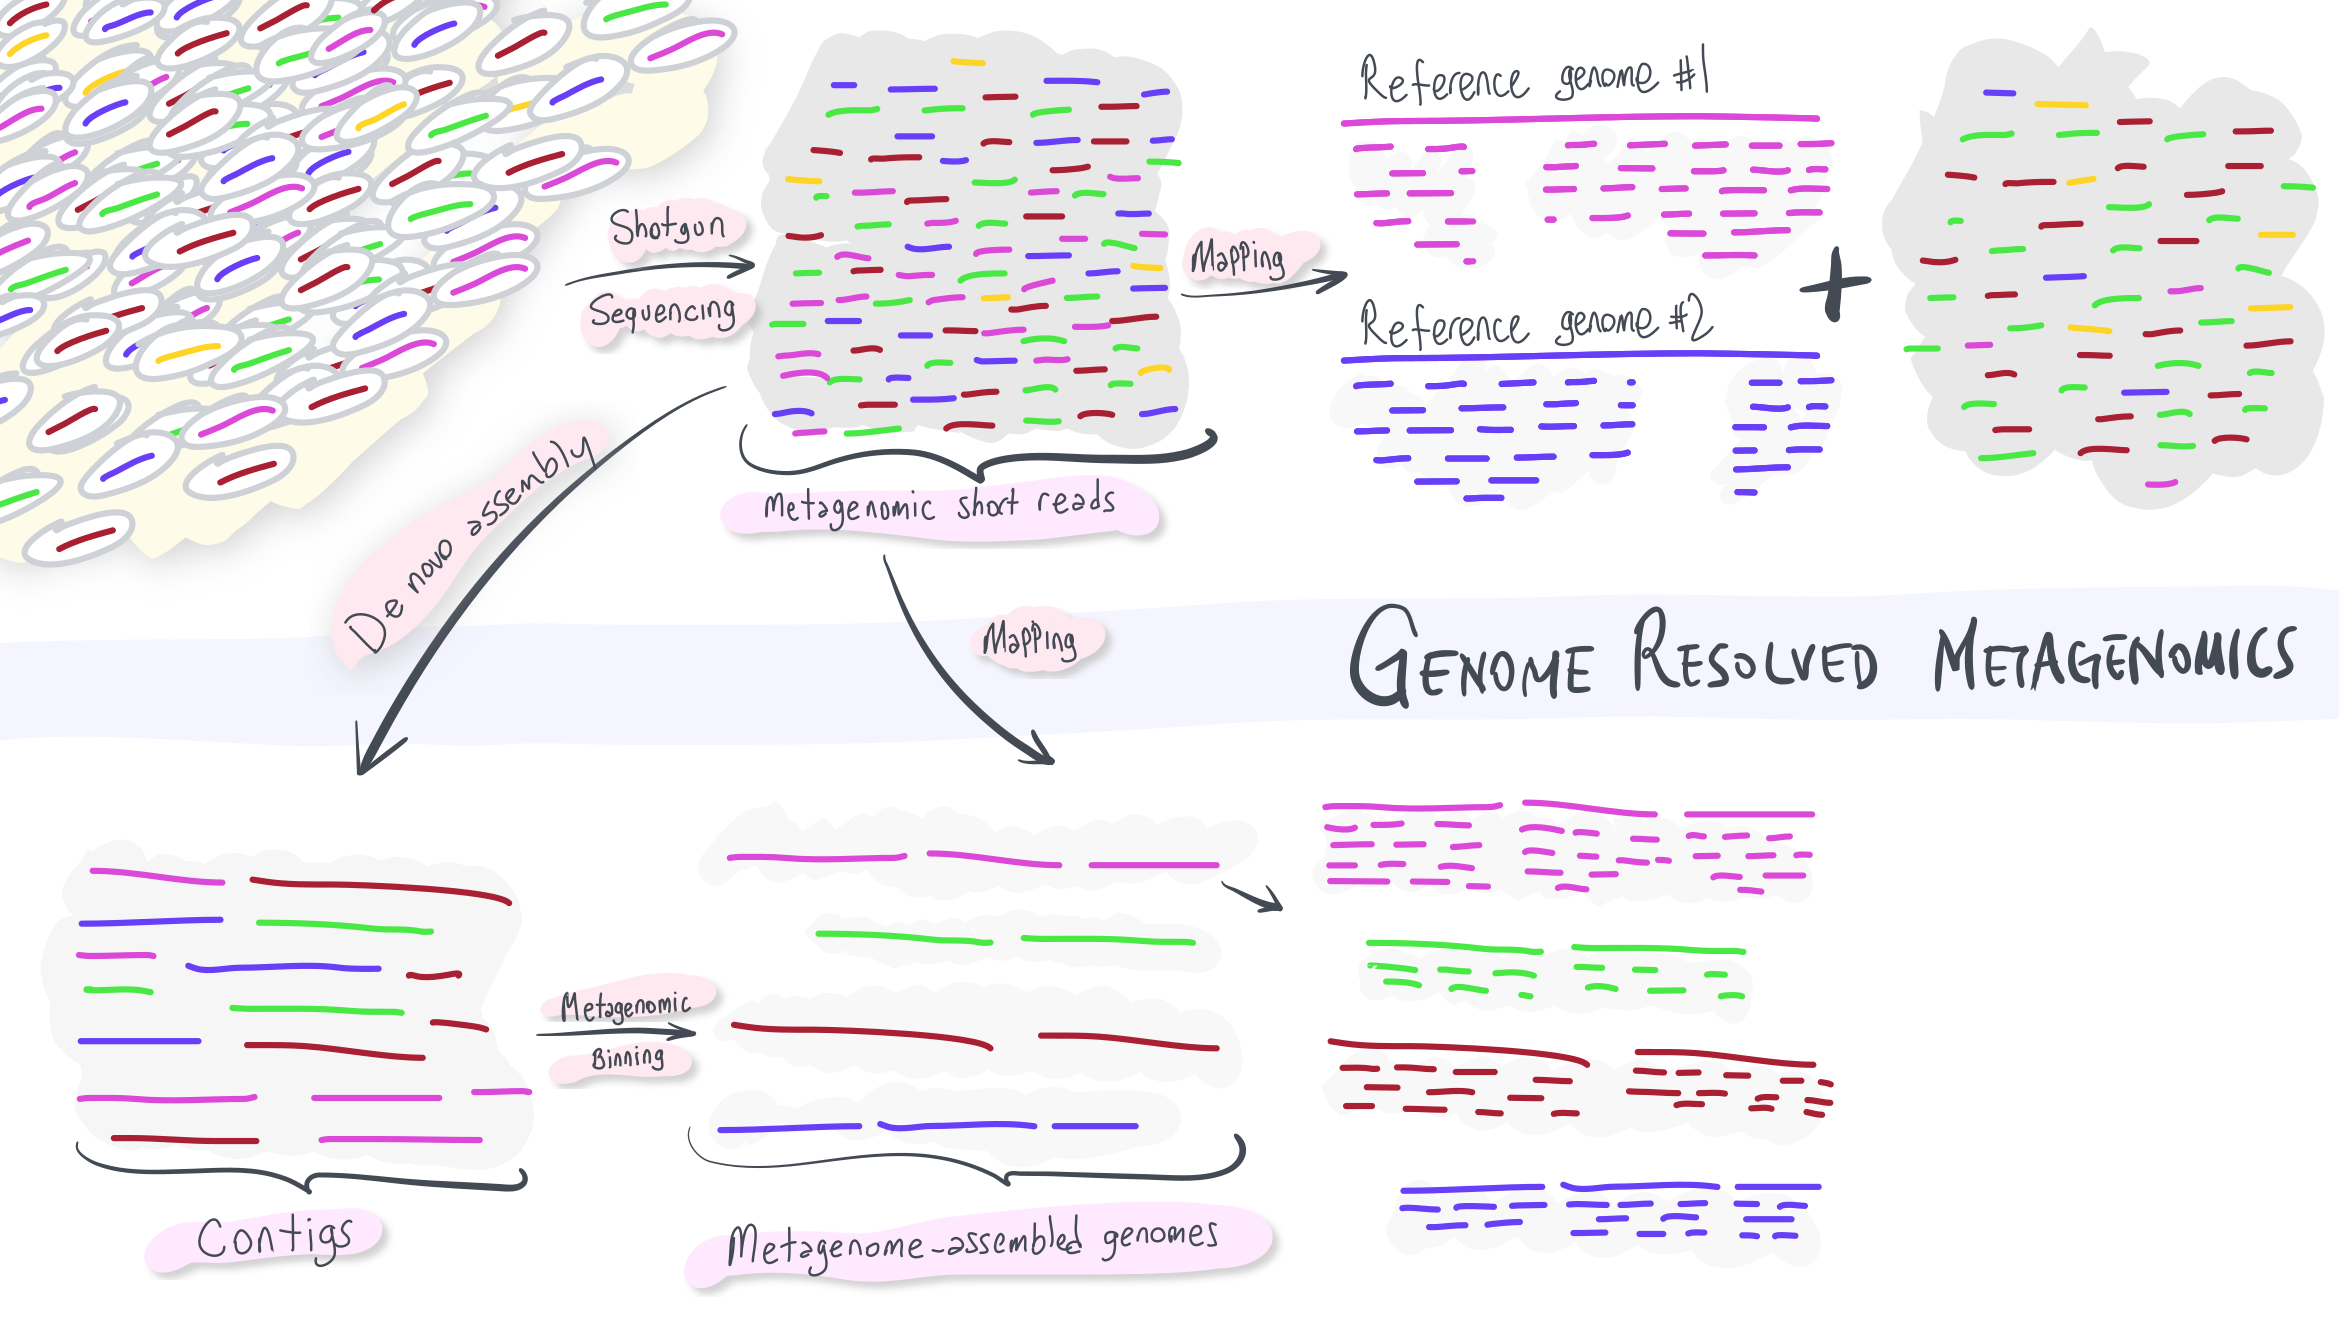 Reference genome #1
Shotgun
Sequencing
Mapping
Reference genome #2
De novo assembly
Metagenomic short reads
Mapping
GENOME RESOLVED METAGENOMICS
Metagenomic
Binning
Contigs
Metagenome-assembled genomes